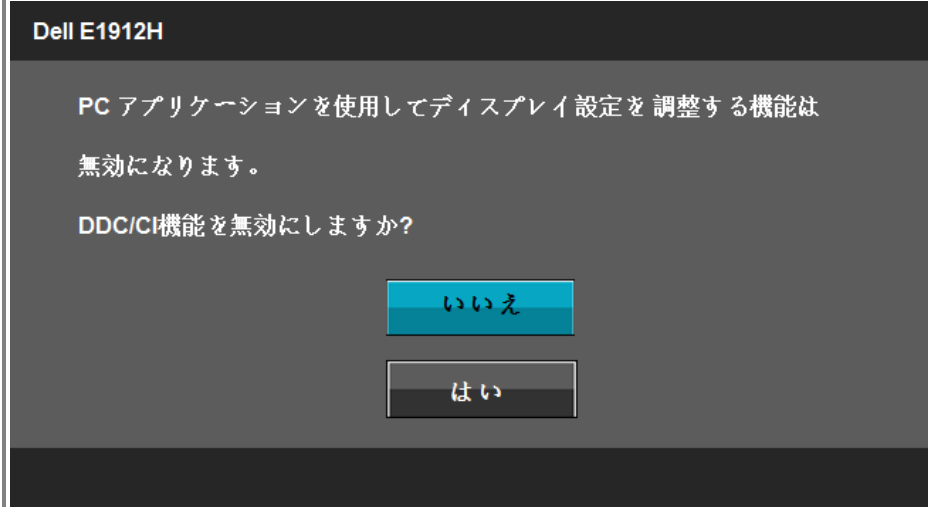 Dell E1912H
PC アプリケーションを使用してディスプレイ設定を 調整する機能は
無効になります。
DDC/CI機能を無効にしますか?
いいえ
はい